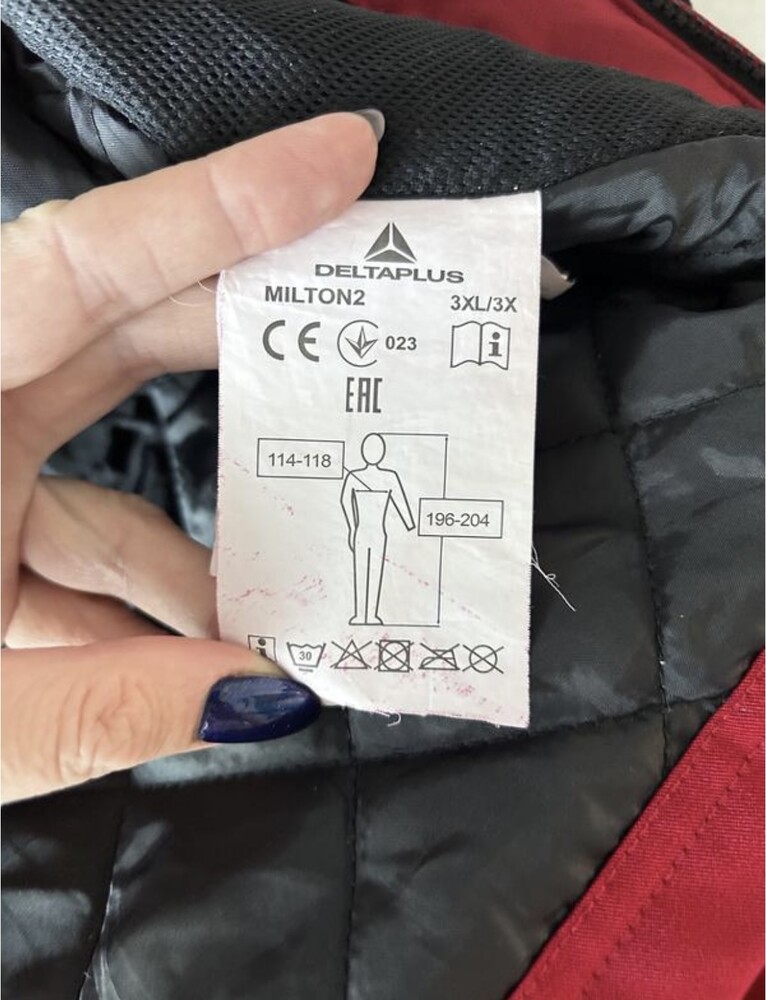 DELTAPLUS
MILTON2 3XL/3X
CE 023
i
EAC
114-118
196-204
i 30